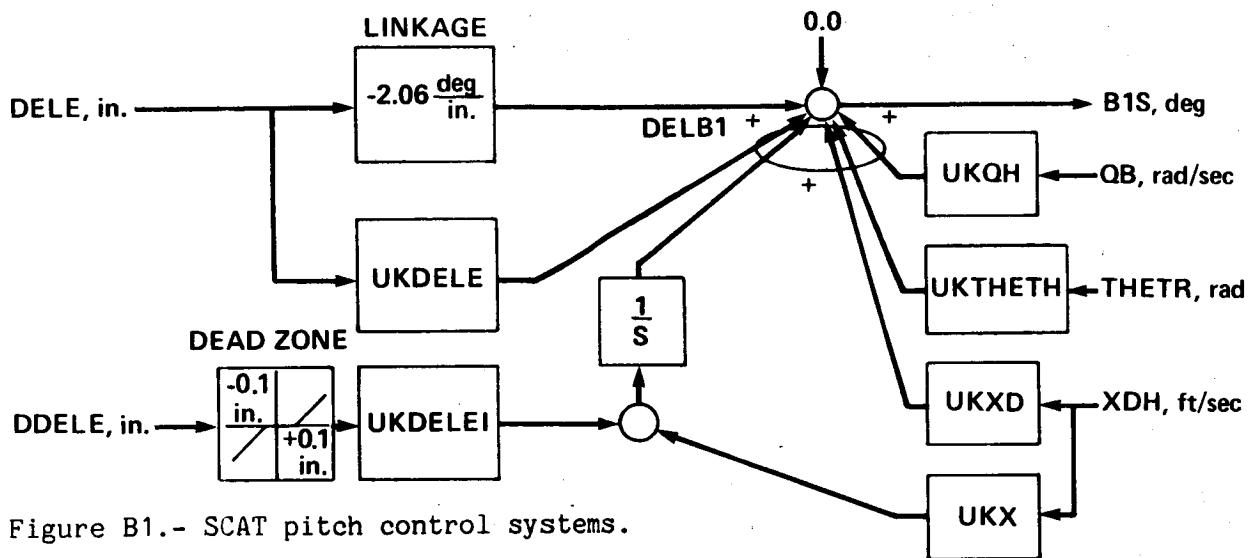 LINKAGE
0.0
DELE, in.
-2.06 deg/in.
DELB1
+
+
+
B1S, deg
UKQH
QB, rad/sec
UKDELE
1/S
UKTHETH
THETR, rad
DEAD ZONE
-0.1
in.
+0.1
in.
DDELE, in.
UKDELEI
UKXD
XDH, ft/sec
UKX
Figure B1.- SCAT pitch control systems.